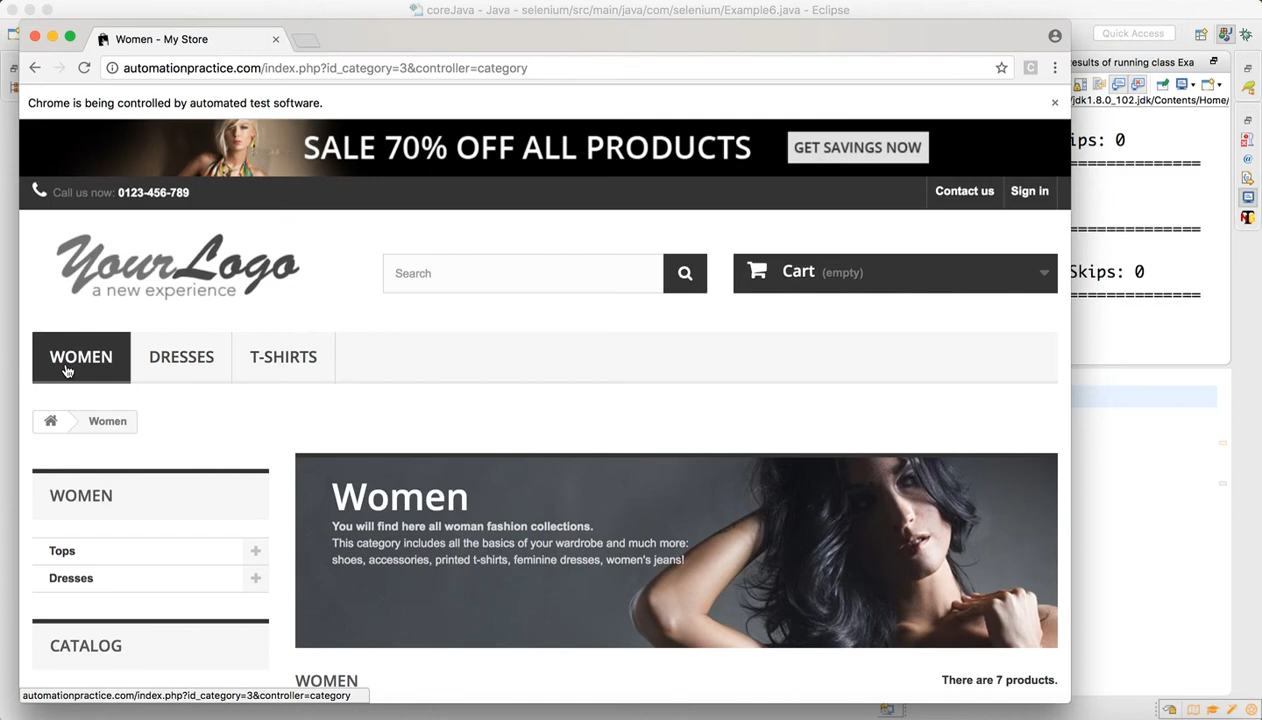 coreJava - Java - selenium/src/main/java/com/selenium/Example6.java - Eclipse
Women - My Store
Quick Access
esults of running class Exa
automationpractice.com/index.php?id_category=3&controller=category
/jdk1.8.0_102.jdk/Contents/Home/
Chrome is being controlled by automated test software.
SALE 70% OFF ALL PRODUCTS
GET SAVINGS NOW
ips: 0
==============
Call us now: 0123-456-789
Contact us
Sign in
==============
YourLogo
a new experience
Search
Cart (empty)
Skips: 0
==============
WOMEN
DRESSES
T-SHIRTS
Women
WOMEN
Tops
Dresses
CATALOG
Women
You will find here all woman fashion collections.
This category includes all the basics of your wardrobe and much more:
shoes, accessories, printed t-shirts, feminine dresses, women's jeans!
WOMEN
There are 7 products.
automationpractice.com/index.php?id_category=3&controller=category